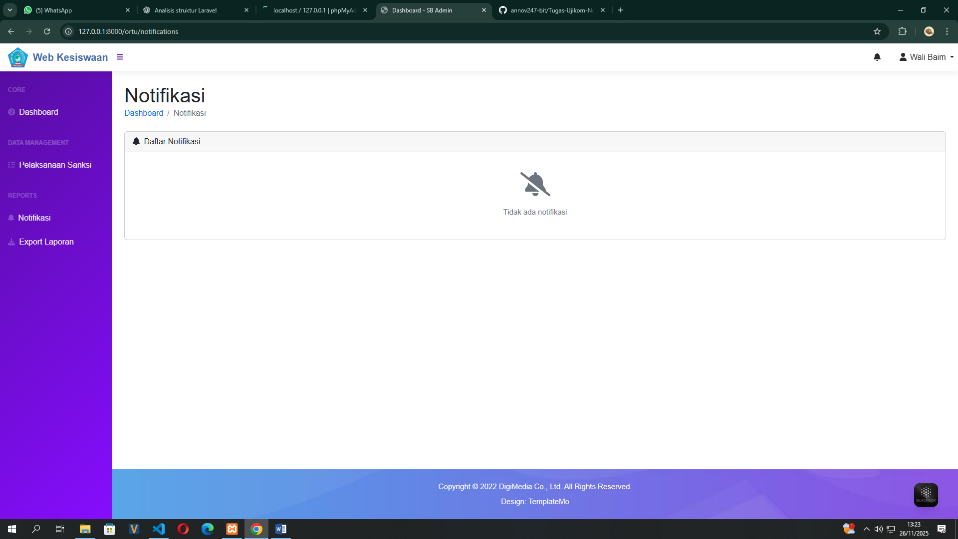 (5) WhatsApp
Analisis struktur Laravel
localhost / 127.0.0.1 | phpMyA
Dashboard - SB Admin
annov247-bit/Tugas-Ujikom-N
127.0.0.1:8000/ortu/notifications
Web Kesiswaan
Wali Baim
CORE
Dashboard
DATA MANAGEMENT
Pelaksanaan Sanksi
REPORTS
Notifikasi
Export Laporan
Notifikasi
Dashboard / Notifikasi
Daftar Notifikasi
Tidak ada notifikasi
Copyright © 2022 DigiMedia Co., Ltd. All Rights Reserved.
Design: TemplateMo
13:23
26/11/2025